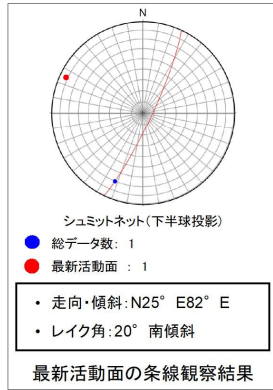 N
シュミットネット(下半球投影)
総データ数: 1
最新活動面 : 1
・ 走向・傾斜:N25°E82°E
・ レイク角:20°南傾斜
最新活動面の条線観察結果